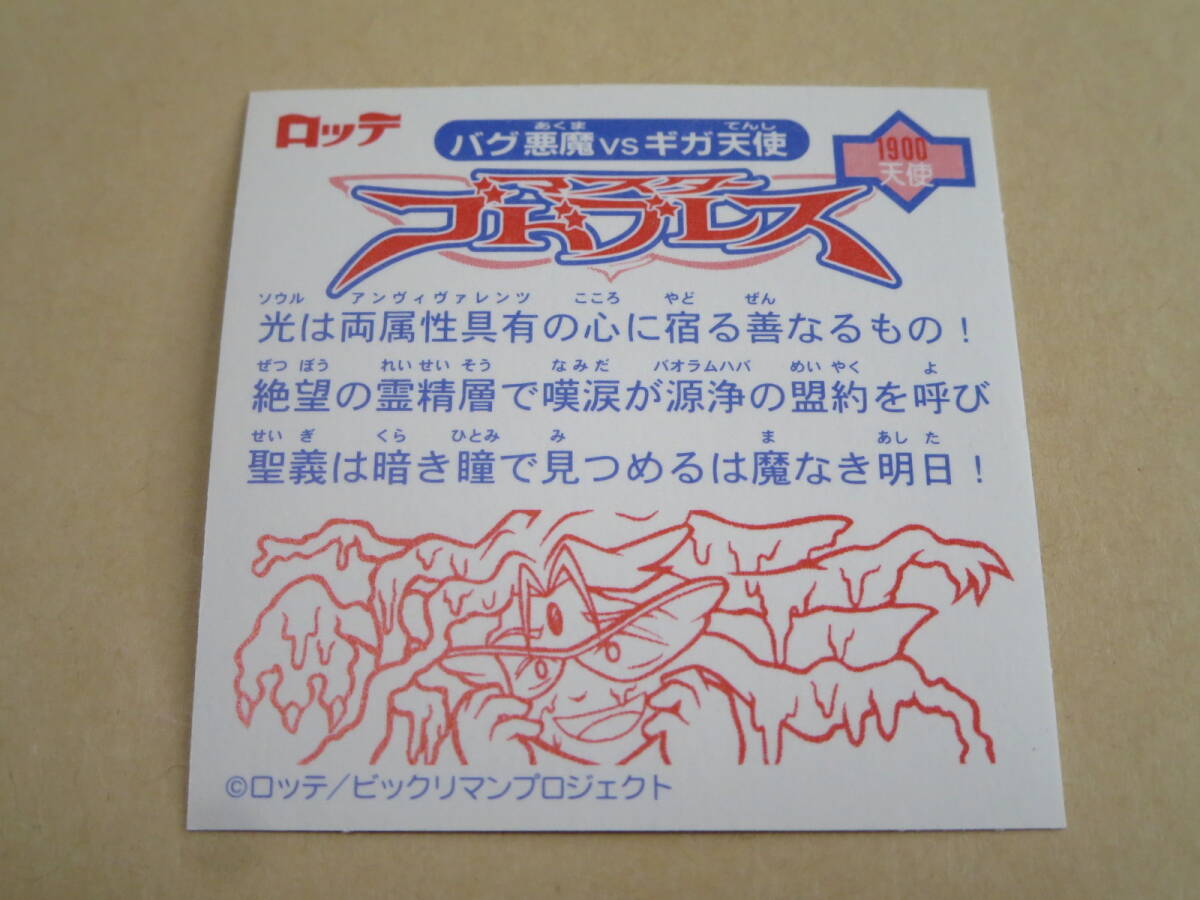 ロッテ
バグ悪魔vsギガ天使
あくま てんし
1900
天使
マスター
ゴドブレス
ソウル アンヴィヴァレンツ こころ やど ぜん
光は両属性具有の心に宿る善なるもの！
ぜつ ぼう れい せい そう なみだ バオラムハバ めい やく よ
絶望の霊精層で嘆涙が源浄の盟約を呼び
せい ぎ くら ひとみ み ま あし た
聖義は暗き瞳で見つめるは魔なき明日！
©ロッテ/ビックリマンプロジェクト